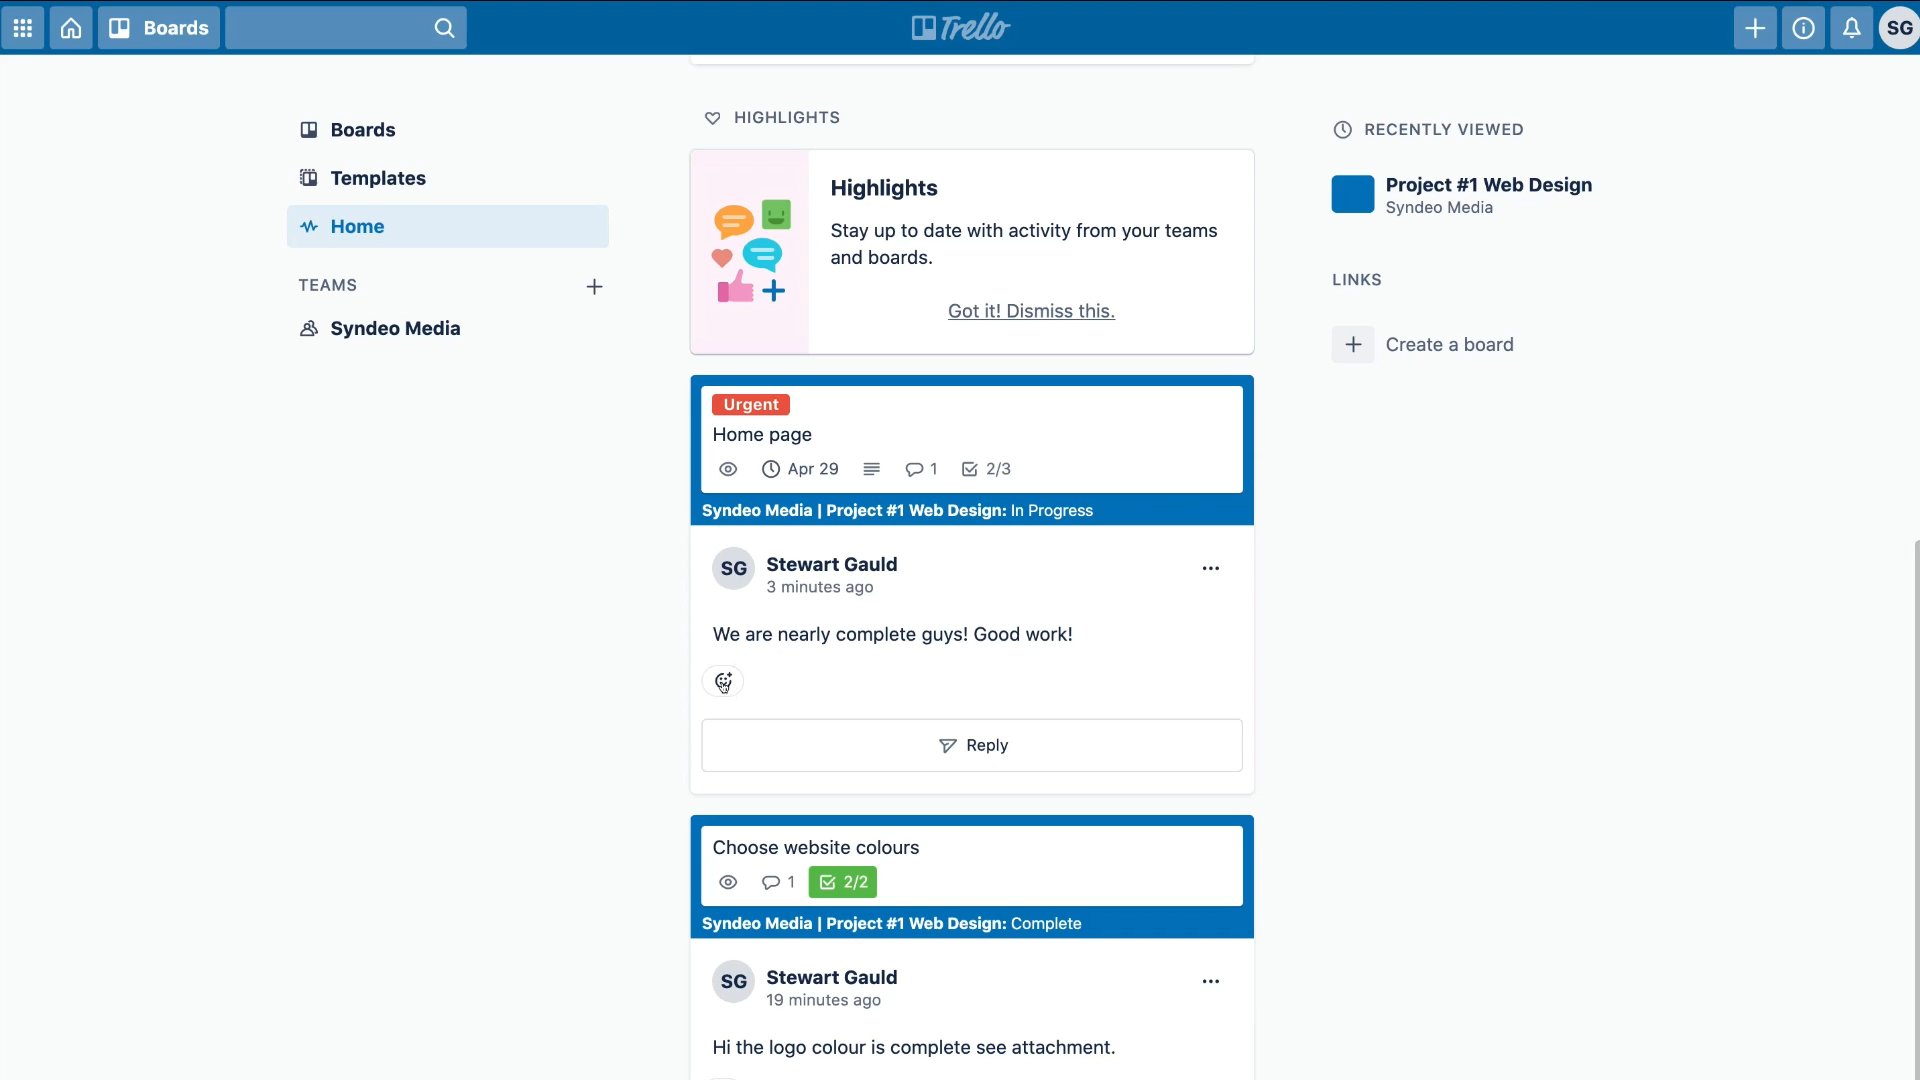 Boards
Trello
SG
Boards
Templates
Home
TEAMS
Syndeo Media
HIGHLIGHTS
Highlights
Stay up to date with activity from your teams
and boards.
Got it! Dismiss this.
Urgent
Home page
Apr 29
1
2/3
Syndeo Media | Project #1 Web Design: In Progress
SG
Stewart Gauld
3 minutes ago
We are nearly complete guys! Good work!
Reply
Choose website colours
1
2/2
Syndeo Media | Project #1 Web Design: Complete
SG
Stewart Gauld
19 minutes ago
Hi the logo colour is complete see attachment.
RECENTLY VIEWED
Project #1 Web Design
Syndeo Media
LINKS
Create a board